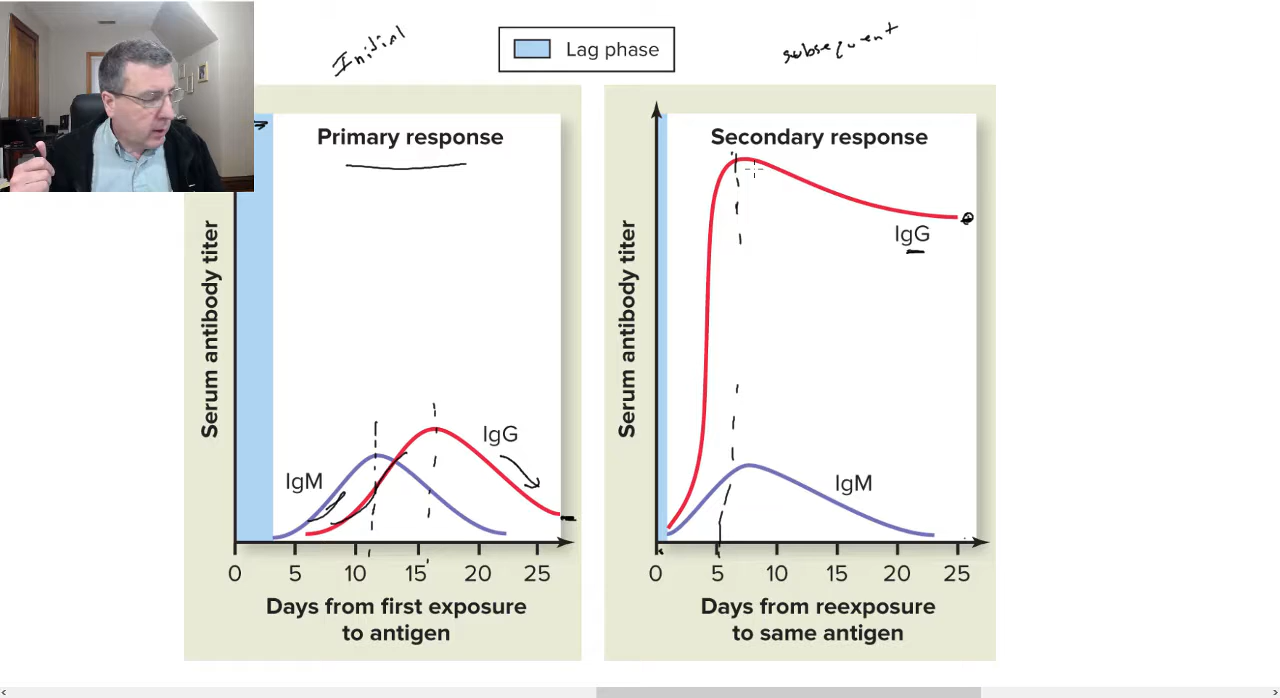 Initial
Lag phase
subsequent
Primary response
Serum antibody titer
IgM
IgG
0 5 10 15 20 25
Days from first exposure
to antigen
Secondary response
Serum antibody titer
IgG
IgM
0 5 10 15 20 25
Days from reexposure
to same antigen